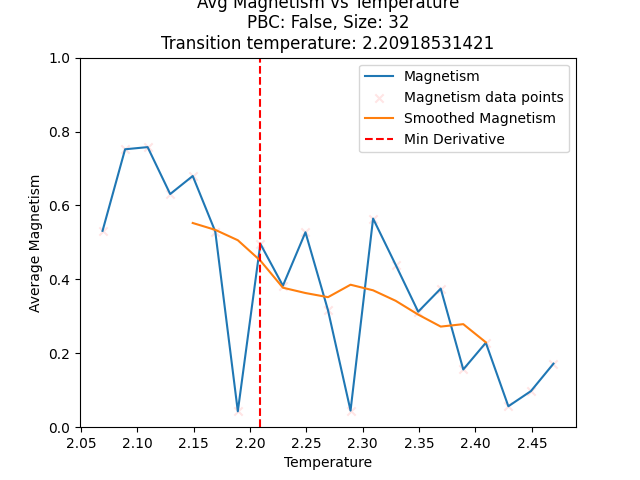 Avg Magnetism vs Temperature
PBC: False, Size: 32
Transition temperature: 2.20918531421
1.0
0.8
0.6
0.4
0.2
0.0
Average Magnetism
Magnetism
Magnetism data points
Smoothed Magnetism
Min Derivative
2.05 2.10 2.15 2.20 2.25 2.30 2.35 2.40 2.45
Temperature